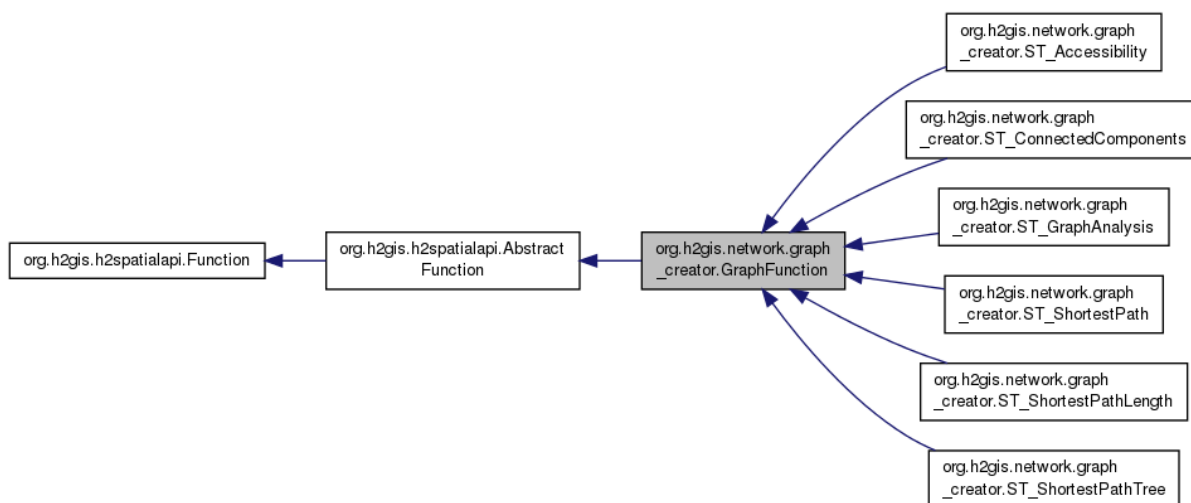 org.h2gis.network.graph
_creator.ST_Accessibility
org.h2gis.network.graph
_creator.ST_ConnectedComponents
org.h2gis.network.graph
_creator.ST_GraphAnalysis
org.h2gis.h2spatialapi.Function
org.h2gis.h2spatialapi.Abstract
Function
org.h2gis.network.graph
_creator.GraphFunction
org.h2gis.network.graph
_creator.ST_ShortestPath
org.h2gis.network.graph
_creator.ST_ShortestPathLength
org.h2gis.network.graph
_creator.ST_ShortestPathTree